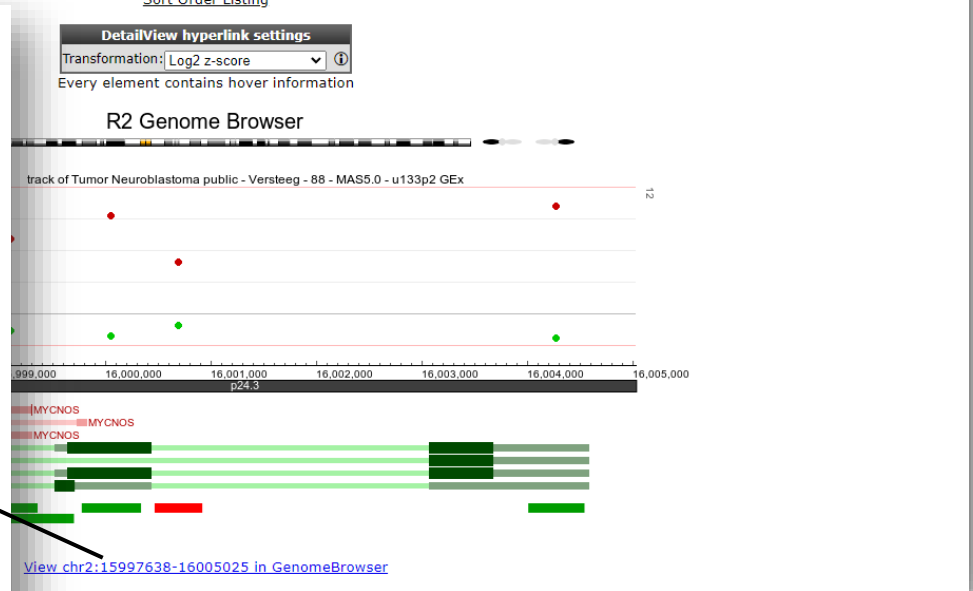 Sort Order Listing
DetailView hyperlink settings
Transformation: Log2 z-score
Every element contains hover information
R2 Genome Browser
track of Tumor Neuroblastoma public - Versteeg - 88 - MAS5.0 - u133p2 GEx
12
,999,000 16,000,000 16,001,000 16,002,000 16,003,000 16,004,000 16,005,000
p24.3
MYCNOS
MYCNOS
MYCNOS
View chr2:15997638-16005025 in GenomeBrowser